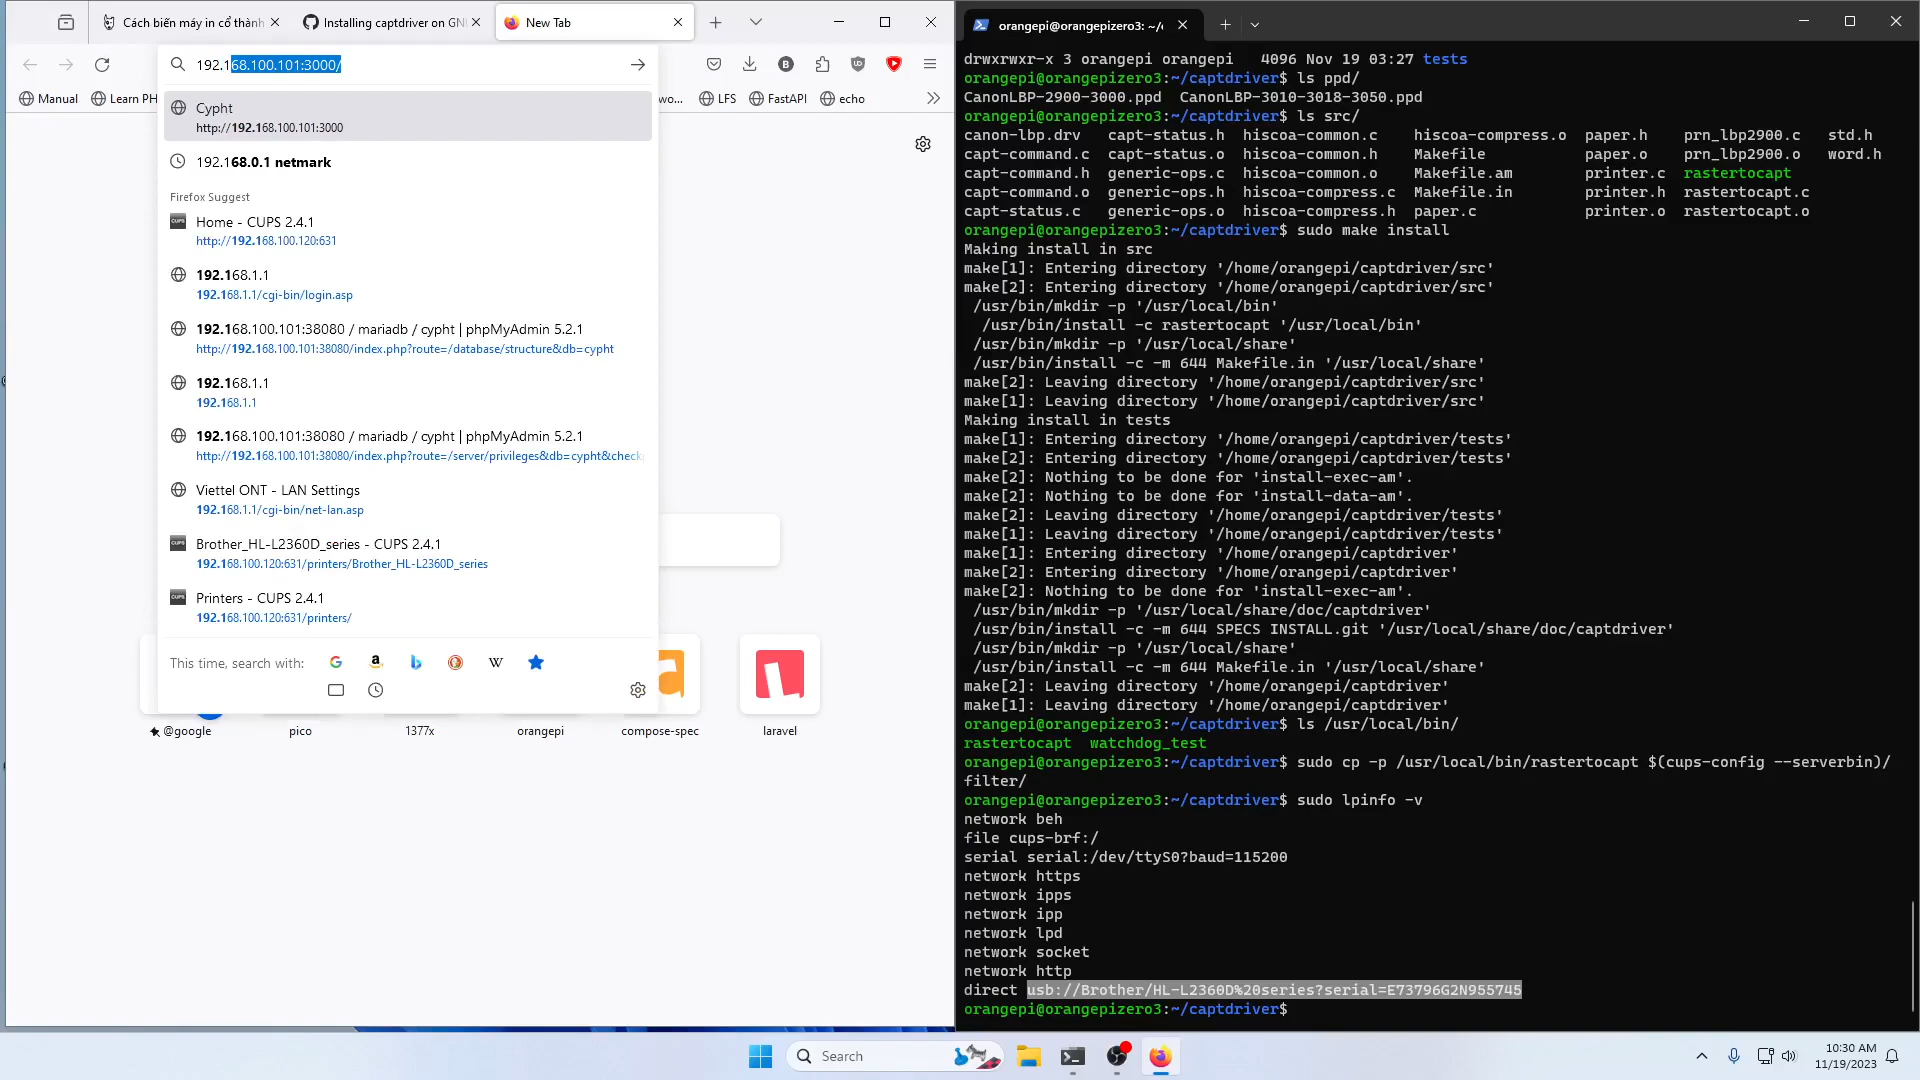 Cách biến máy in cổ thành
Installing captdriver on GN
New Tab
192.168.100.101:3000/
Manual
Learn PH
wo...
LFS
FastAPI
echo
Cypht
http://192.168.100.101:3000
192.168.0.1 netmark
Firefox Suggest
Home - CUPS 2.4.1
http://192.168.100.120:631
192.168.1.1
192.168.1.1/cgi-bin/login.asp
192.168.100.101:38080 / mariadb / cypht | phpMyAdmin 5.2.1
http://192.168.100.101:38080/index.php?route=/database/structure&db=cypht
192.168.1.1
192.168.1.1
192.168.100.101:38080 / mariadb / cypht | phpMyAdmin 5.2.1
http://192.168.100.101:38080/index.php?route=/server/privileges&db=cypht&check
Viettel ONT - LAN Settings
192.168.1.1/cgi-bin/net-lan.asp
Brother_HL-L2360D_series - CUPS 2.4.1
192.168.100.120:631/printers/Brother_HL-L2360D_series
Printers - CUPS 2.4.1
192.168.100.120:631/printers/
This time, search with:
@google
pico
1377x
orangepi
compose-spec
laravel
orangepi@orangepizero3: ~/c
drwxrwxr-x 3 orangepi orangepi   4096 Nov 19 03:27 tests
orangepi@orangepizero3:~/captdriver$ ls ppd/
CanonLBP-2900-3000.ppd  CanonLBP-3010-3018-3050.ppd
orangepi@orangepizero3:~/captdriver$ ls src/
canon-lbp.drv   capt-status.h  hiscoa-common.c    hiscoa-compress.o  paper.h    prn_lbp2900.c  std.h
capt-command.c  capt-status.o  hiscoa-common.h    Makefile           paper.o    prn_lbp2900.o  word.h
capt-command.h  generic-ops.c  hiscoa-common.o    Makefile.am        printer.c  rastertocapt
capt-command.o  generic-ops.h  hiscoa-compress.c  Makefile.in        printer.h  rastertocapt.c
capt-status.c   generic-ops.o  hiscoa-compress.h  paper.c            printer.o  rastertocapt.o
orangepi@orangepizero3:~/captdriver$ sudo make install
Making install in src
make[1]: Entering directory '/home/orangepi/captdriver/src'
make[2]: Entering directory '/home/orangepi/captdriver/src'
/usr/bin/mkdir -p '/usr/local/bin'
/usr/bin/install -c rastertocapt '/usr/local/bin'
/usr/bin/mkdir -p '/usr/local/share'
/usr/bin/install -c -m 644 Makefile.in '/usr/local/share'
make[2]: Leaving directory '/home/orangepi/captdriver/src'
make[1]: Leaving directory '/home/orangepi/captdriver/src'
Making install in tests
make[1]: Entering directory '/home/orangepi/captdriver/tests'
make[2]: Entering directory '/home/orangepi/captdriver/tests'
make[2]: Nothing to be done for 'install-exec-am'.
make[2]: Nothing to be done for 'install-data-am'.
make[2]: Leaving directory '/home/orangepi/captdriver/tests'
make[1]: Leaving directory '/home/orangepi/captdriver/tests'
make[1]: Entering directory '/home/orangepi/captdriver'
make[2]: Entering directory '/home/orangepi/captdriver'
make[2]: Nothing to be done for 'install-exec-am'.
/usr/bin/mkdir -p '/usr/local/share/doc/captdriver'
/usr/bin/install -c -m 644 SPECS INSTALL.git '/usr/local/share/doc/captdriver'
/usr/bin/mkdir -p '/usr/local/share'
/usr/bin/install -c -m 644 Makefile.in '/usr/local/share'
make[2]: Leaving directory '/home/orangepi/captdriver'
make[1]: Leaving directory '/home/orangepi/captdriver'
orangepi@orangepizero3:~/captdriver$ ls /usr/local/bin/
rastertocapt  watchdog_test
orangepi@orangepizero3:~/captdriver$ sudo cp -p /usr/local/bin/rastertocapt $(cups-config --serverbin)/
filter/
orangepi@orangepizero3:~/captdriver$ sudo lpinfo -v
network beh
file cups-brf:/
serial serial:/dev/ttyS0?baud=115200
network https
network ipps
network ipp
network lpd
network socket
network http
direct usb://Brother/HL-L2360D%20series?serial=E73796G2N955745
orangepi@orangepizero3:~/captdriver$
Search
10:30 AM
11/19/2023